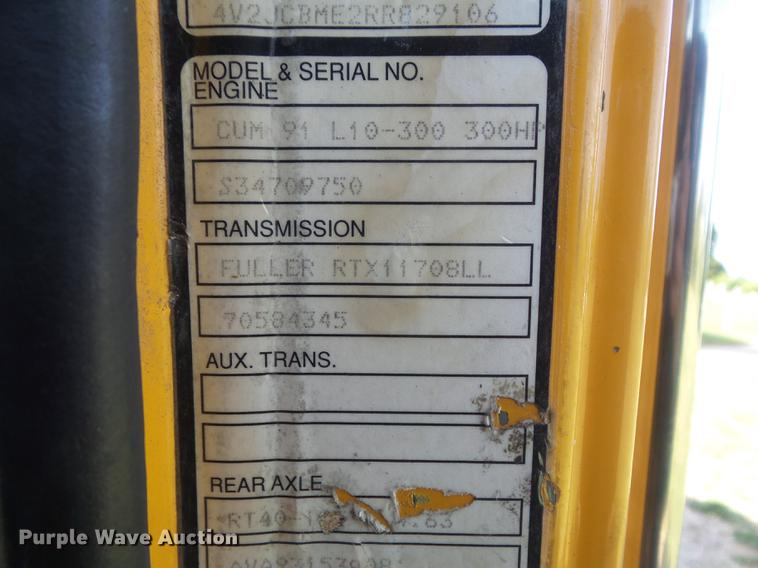 4V2JCBME2RR829106
MODEL & SERIAL NO.
ENGINE
CUM 91 L10-300 300HP
S34709750
TRANSMISSION
FULLER RTX11708LL
70584345
AUX. TRANS.
REAR AXLE
Purple Wave Auction